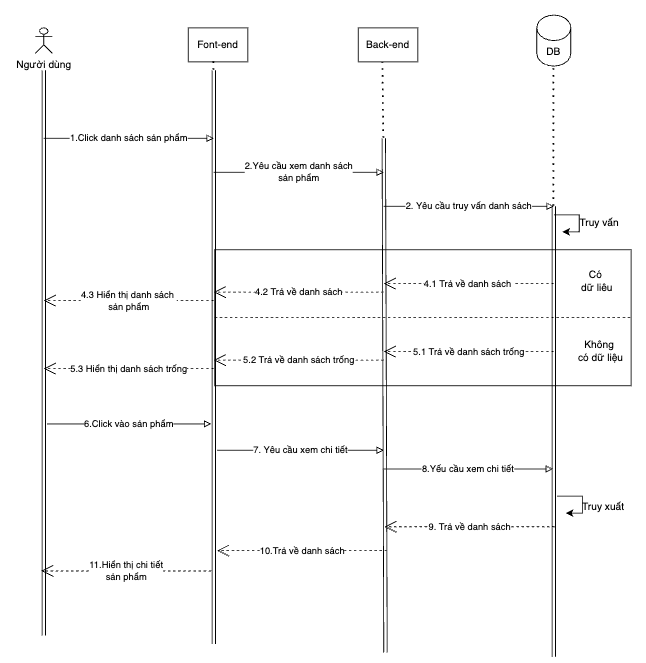 Người dùng
Font-end
Back-end
DB
1.Click danh sách sản phẩm
2.Yêu cầu xem danh sách
sản phẩm
2. Yêu cầu truy vấn danh sách
Truy vấn
Có
dữ liêu
4.1 Trả về danh sách
4.2 Trả về danh sách
4.3 Hiển thị danh sách
sản phẩm
Không
có dữ liệu
5.1 Trả về danh sách trống
5.2 Trả về danh sách trống
5.3 Hiển thị danh sách trống
6.Click vào sản phẩm
7. Yêu cầu xem chi tiết
8.Yếu cầu xem chi tiết
Truy xuất
9. Trả về danh sách
10.Trả về danh sách
11.Hiển thị chi tiết
sản phẩm